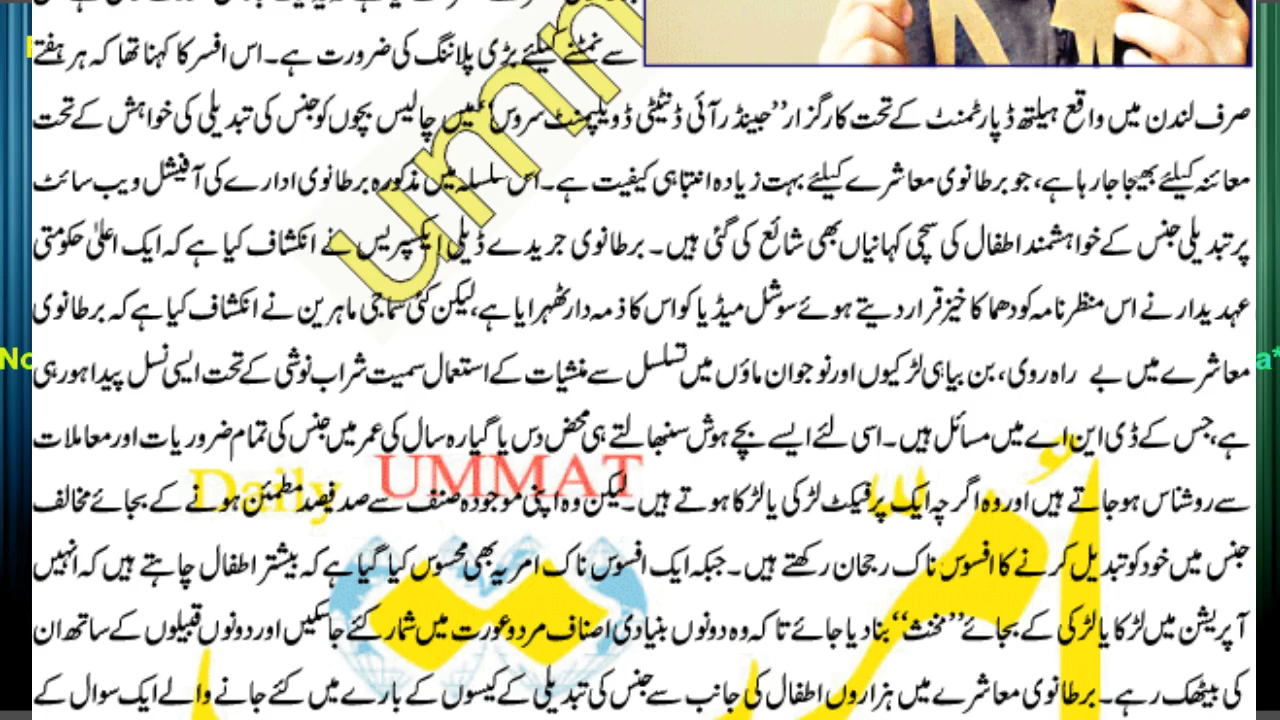 سے نمٹنے کیلئے بڑی پلاننگ کی ضرورت ہے۔ اس افسر کا کہنا تھا کہ ہر ہفتے
صرف لندن میں واقع ہیلتھ ڈپارٹمنٹ کے تحت کارگزار ’’جینڈر آئی ڈنٹیٹی ڈویلپمنٹ سروس‘‘ میں چالیس بچوں کو جنس کی تبدیلی کی خواہش کے تحت
معائنہ کیلئے بھیجا جارہا ہے، جو برطانوی معاشرے کیلئے بہت زیادہ انتباہی کیفیت ہے۔ اس سلسلہ میں مذکورہ برطانوی ادارے کی آفیشل ویب سائٹ
پر تبدیلی جنس کے خواہشمند اطفال کی سچی کہانیاں بھی شائع کی گئی ہیں۔ برطانوی جریدے ڈیلی ایکسپریس نے انکشاف کیا ہے کہ ایک اعلیٰ حکومتی
عہدیدار نے اس منظر نامہ کو دھماکا خیز قرار دیتے ہوئے سوشل میڈیا کو اس کا ذمہ دار ٹھہرایا ہے، لیکن کئی سماجی ماہرین نے انکشاف کیا ہے کہ برطانوی
معاشرے میں بے راہ روی، بن بیاہی لڑکیوں اور نوجوان ماؤں میں تسلسل سے منشیات کے استعمال سمیت شراب نوشی کے تحت ایسی نسل پیدا ہورہی
ہے، جس کے ڈی این اے میں مسائل ہیں۔ اسی لئے ایسے بچے ہوش سنبھالتے ہی محض دس یا گیارہ سال کی عمر میں جنس کی تمام ضروریات اور معاملات
سے روشناس ہوجاتے ہیں اور وہ اگرچہ ایک پرفیکٹ لڑکی یا لڑکا ہوتے ہیں۔ لیکن وہ اپنی موجودہ صنف سے صد فیصد مطمئن ہونے کے بجائے مخالف
جنس میں خود کو تبدیل کرنے کا افسوس ناک رجحان رکھتے ہیں۔ جبکہ ایک افسوس ناک امر یہ بھی محسوس کیا گیا ہے کہ بیشتر اطفال چاہتے ہیں کہ انہیں
آپریشن میں لڑکا یا لڑکی کے بجائے ’’مخنث‘‘ بنادیا جائے تاکہ وہ دونوں بنیادی اصناف مرد و عورت میں شمار کئے جاسکیں اور دونوں قبیلوں کے ساتھ ان
کی بیٹھک رہے۔ برطانوی معاشرے میں ہزاروں اطفال کی جانب سے جنس کی تبدیلی کے کیسوں کے بارے میں کئے جانے والے ایک سوال کے
umm
Daily UMMAT
امت